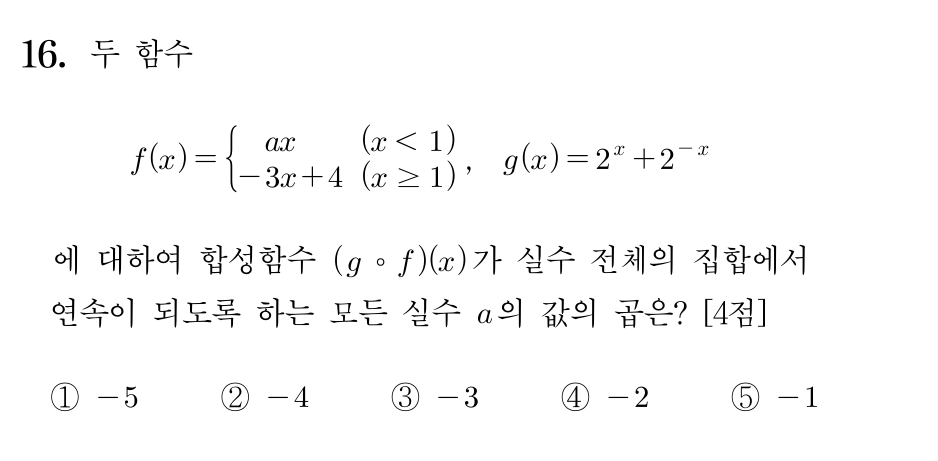 16. 두 함수
f(x) = { ax (x < 1)
-3x+4 (x ≥ 1) , g(x) = 2^x + 2^{-x}
에 대하여 합성함수 (g ∘ f)(x)가 실수 전체의 집합에서
연속이 되도록 하는 모든 실수 a의 값의 곱은? [4점]
① -5 ② -4 ③ -3 ④ -2 ⑤ -1